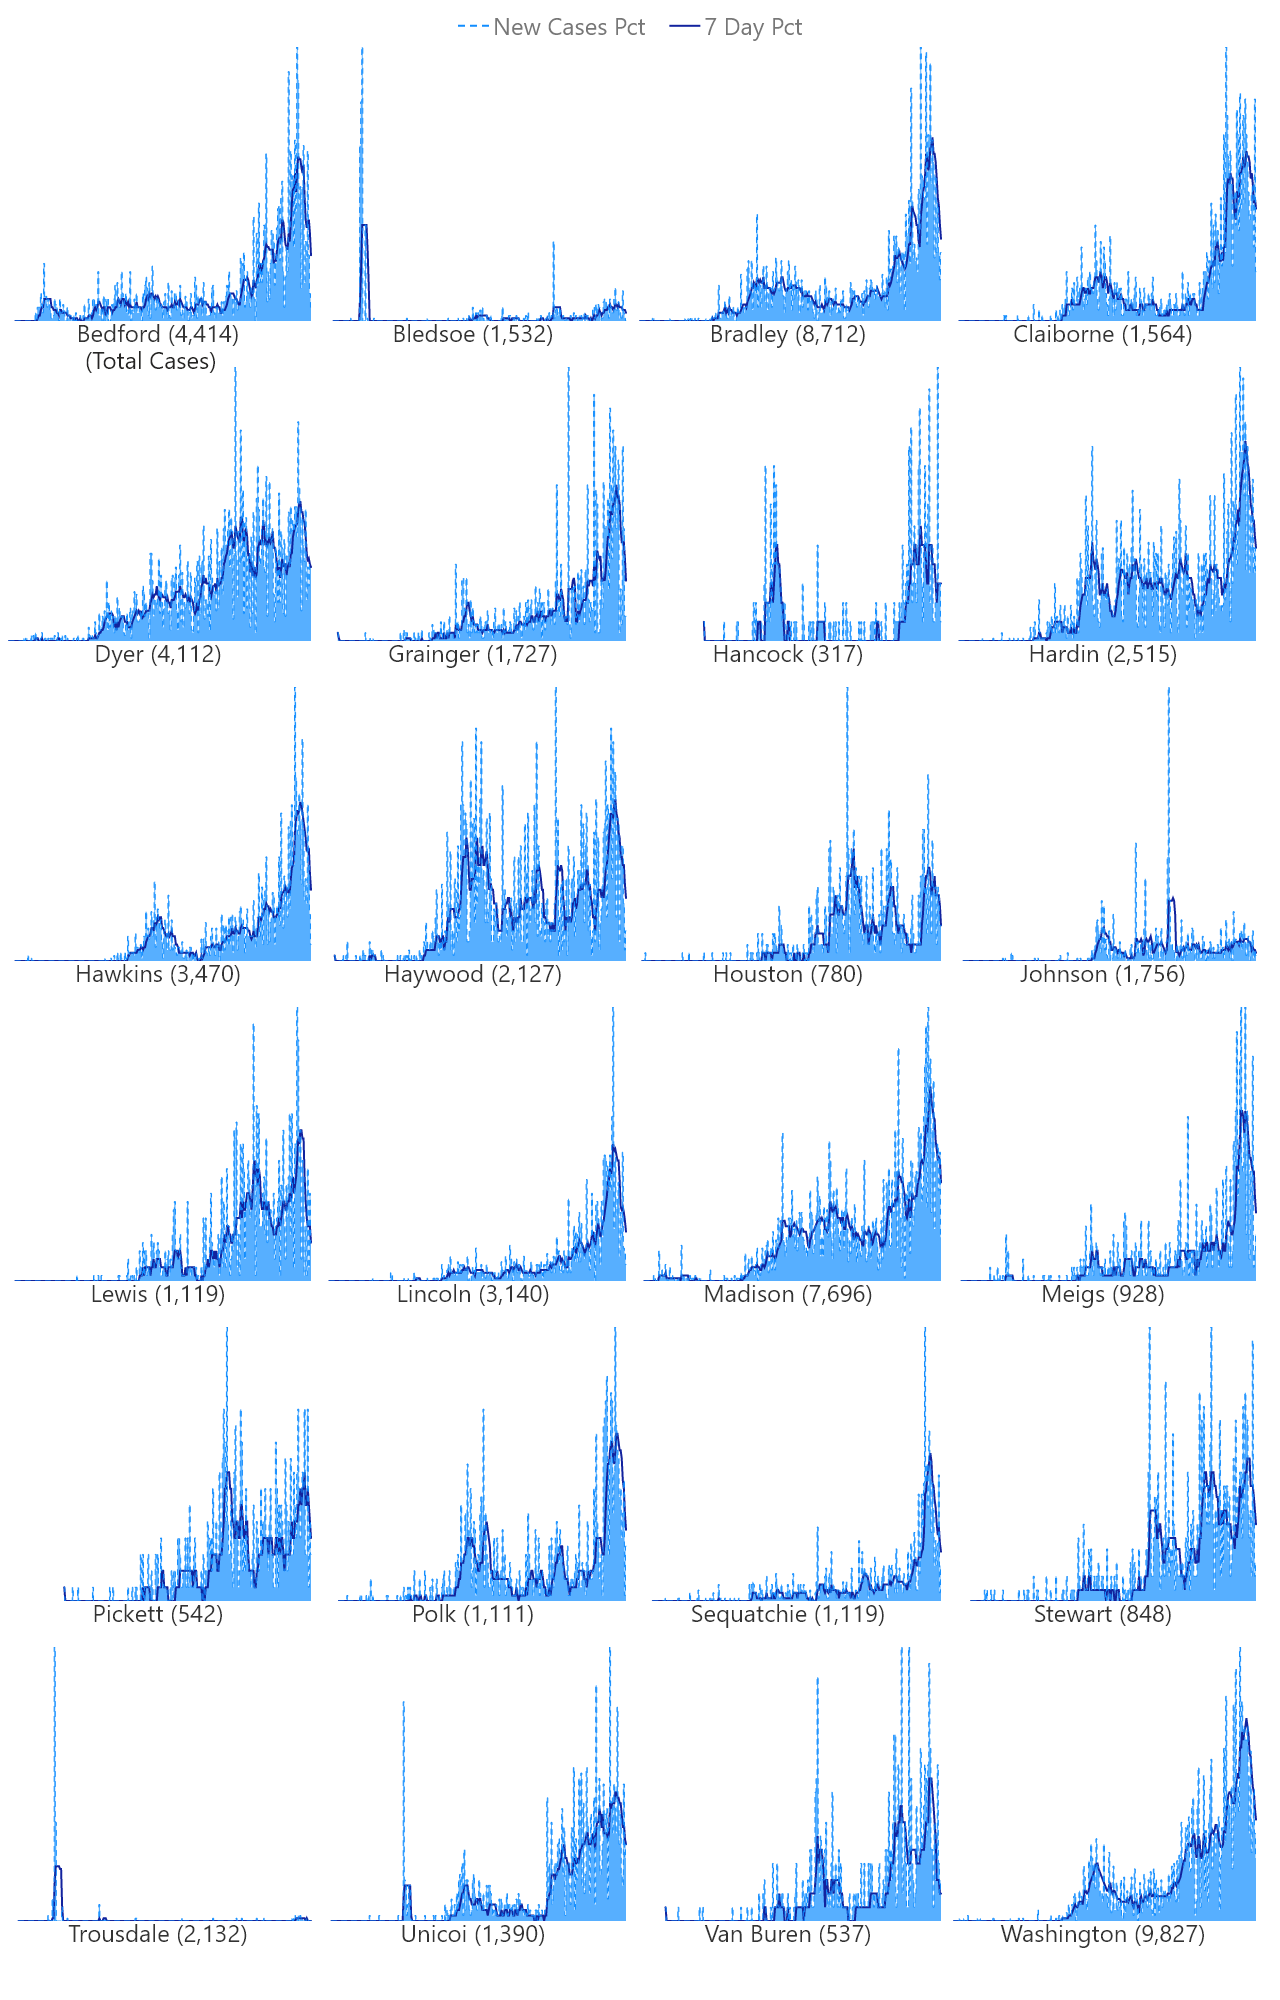 New Cases Pct 7 Day Pct
Bedford (4,414) Bledsoe (1,532) Bradley (8,712) Claiborne (1,564)
(Total Cases)
Dyer (4,112) Grainger (1,727) Hancock (317) Hardin (2,515)
Hawkins (3,470) Haywood (2,127) Houston (780) Johnson (1,756)
Lewis (1,119) Lincoln (3,140) Madison (7,696) Meigs (928)
Pickett (542) Polk (1,111) Sequatchie (1,119) Stewart (848)
Trousdale (2,132) Unicoi (1,390) Van Buren (537) Washington (9,827)